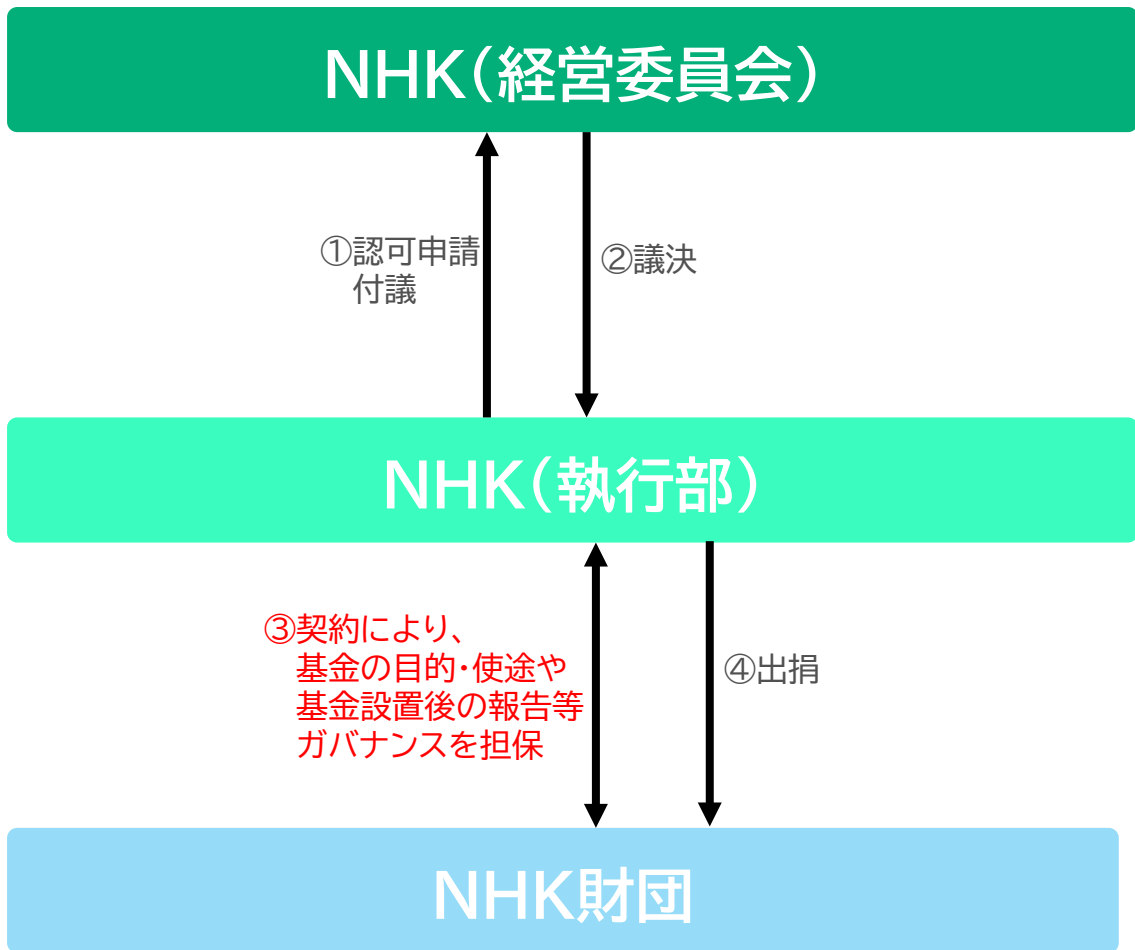 NHK(経営委員会)
①認可申請
付議
②議決
NHK(執行部)
③契約により、
基金の目的・使途や
基金設置後の報告等
ガバナンスを担保
④出捐
NHK財団